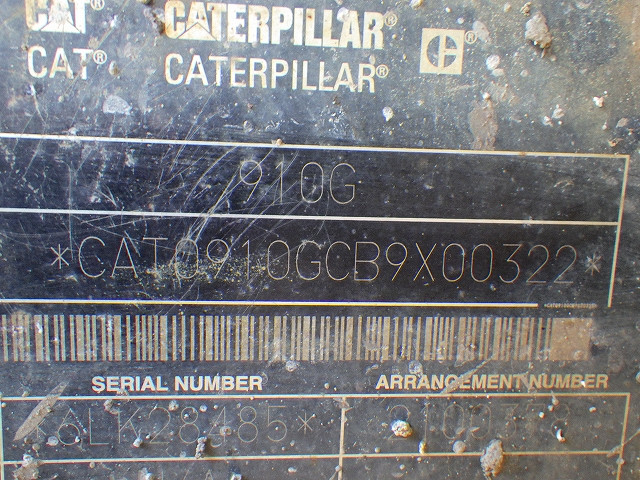 CAT® CATERPILLAR®
CAT® CATERPILLAR®
910G
*CAT0910GCB9X00322*
SERIAL NUMBER ARRANGEMENT NUMBER
*6LK28485*